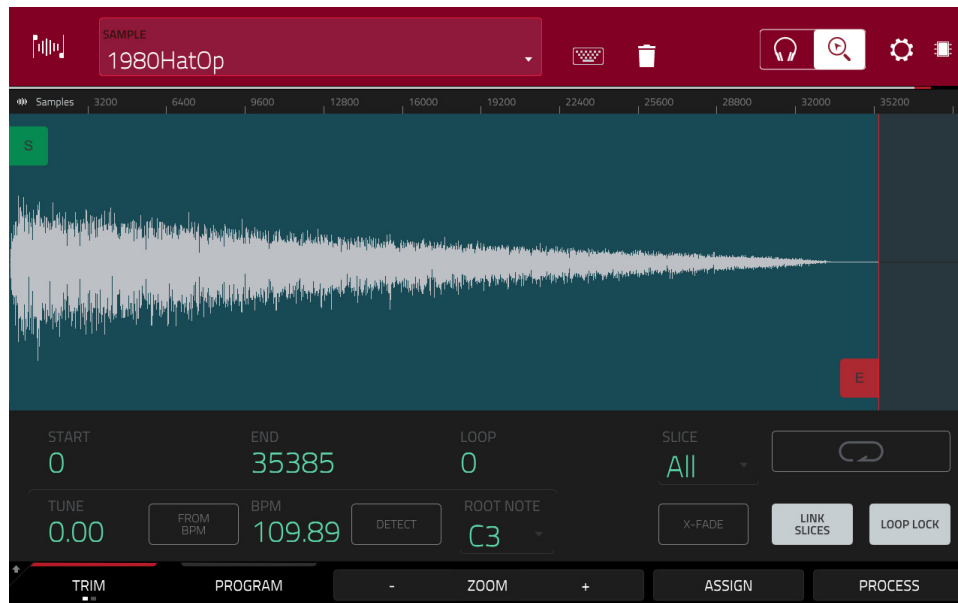 SAMPLE
1980HatOp
Samples 3200 6400 9600 12800 16000 19200 22400 25600 28800 32000 35200
S
E
START END LOOP SLICE
0 35385 0 All
TUNE BPM ROOT NOTE
0.00 FROM BPM 109.89 DETECT C3 X-FADE LINK SLICES LOOP LOCK
TRIM PROGRAM - ZOOM + ASSIGN PROCESS